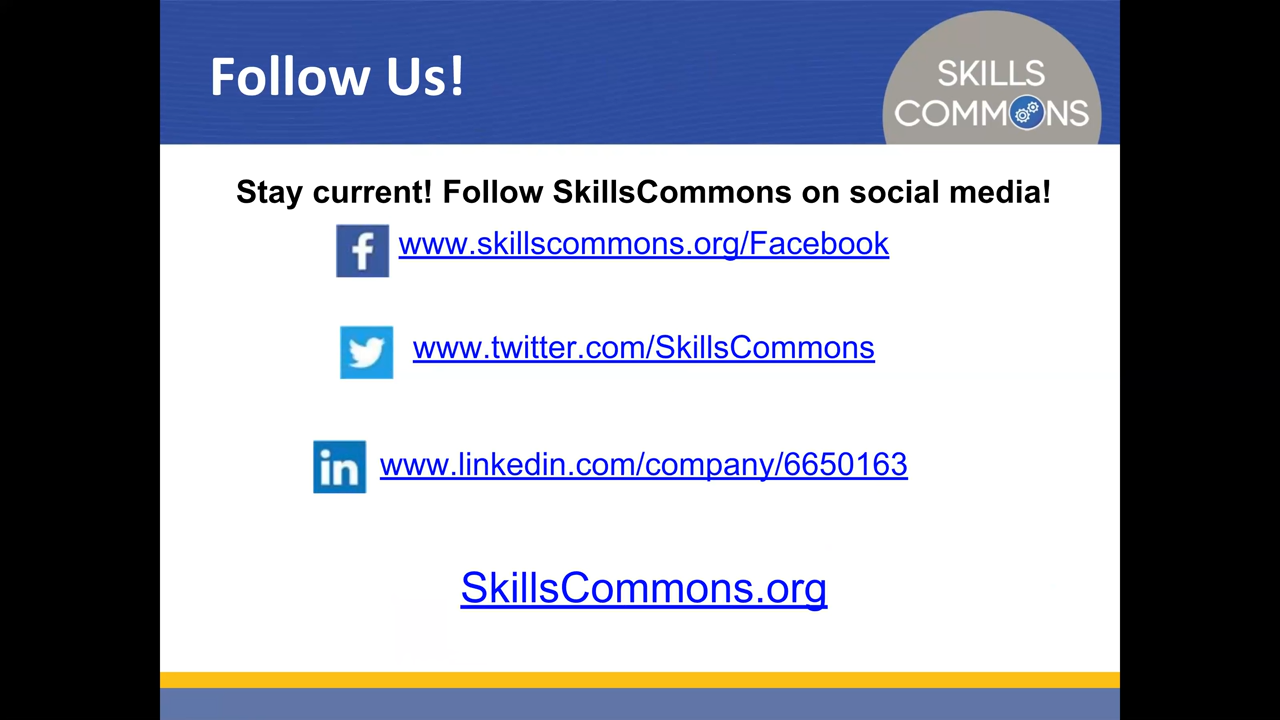 Follow Us!
SKILLS
COMMONS
Stay current! Follow SkillsCommons on social media!
f www.skillscommons.org/Facebook
www.twitter.com/SkillsCommons
in www.linkedin.com/company/6650163
SkillsCommons.org